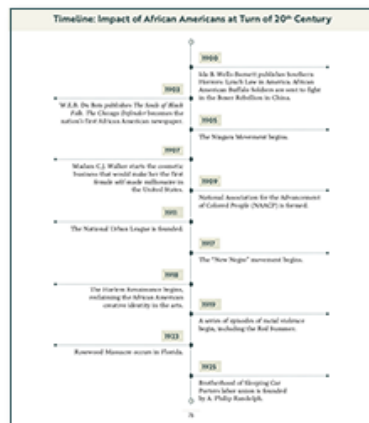 Timeline: Impact of African Americans at Turn of 20th Century
1900
Ida B. Wells-Barnett publishes Southern
Horrors: Lynch Law in America. African
American Buffalo Soldiers are sent to fight
in the Boxer Rebellion in China.
1903
W.E.B. Du Bois publishes The Souls of Black
Folk. The Chicago Defender becomes the
nation's first African American newspaper.
1905
The Niagara Movement begins.
1907
Madam C.J. Walker starts the cosmetic
business that would make her the first
female self-made millionaire in
the United States.
1909
National Association for the Advancement
of Colored People (NAACP) is formed.
1911
The National Urban League is founded.
1917
The "New Negro" movement begins.
1918
The Harlem Renaissance begins,
reclaiming the African American
creative identity in the arts.
1919
A series of episodes of racial violence
begin, including the Red Summer.
1923
Rosewood Massacre occurs in Florida.
1925
Brotherhood of Sleeping Car
Porters labor union is founded
by A. Philip Randolph.